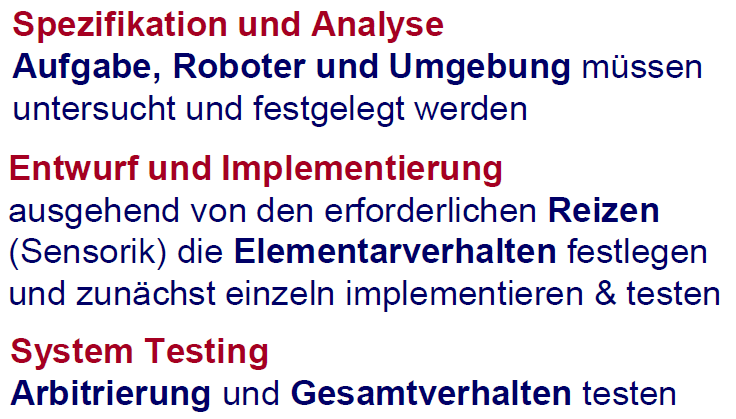 Spezifikation und Analyse
Aufgabe, Roboter und Umgebung müssen
untersucht und festgelegt werden
Entwurf und Implementierung
ausgehend von den erforderlichen Reizen
(Sensorik) die Elementarverhalten festlegen
und zunächst einzeln implementieren & testen
System Testing
Arbitrierung und Gesamtverhalten testen